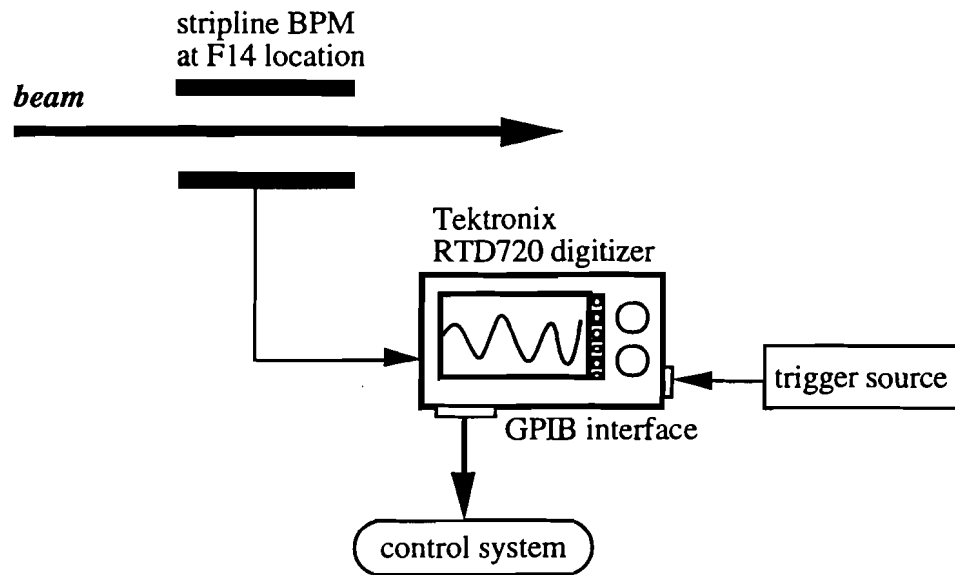 stripline BPM
at F14 location
beam
Tektronix
RTD720 digitizer
trigger source
GPIB interface
control system